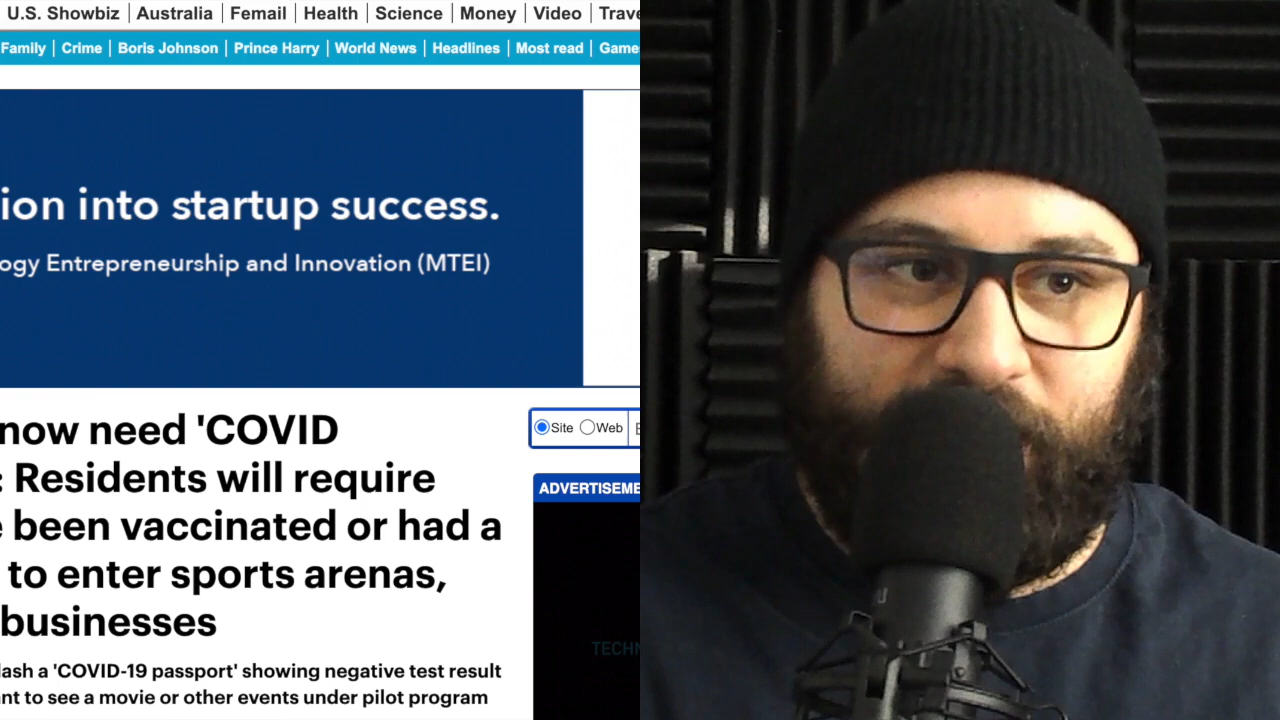 U.S. Showbiz | Australia | Femail | Health | Science | Money | Video |
Family | Crime | Boris Johnson | Prince Harry | World News | Headlines | Most read |
ion into startup success.
ogy Entrepreneurship and Innovation (MTEI)
now need 'COVID
: Residents will require
e been vaccinated or had a
to enter sports arenas,
businesses
lash a 'COVID-19 passport' showing negative test result
nt to see a movie or other events under pilot program
Site Web
ADVERTISEME
TECHN